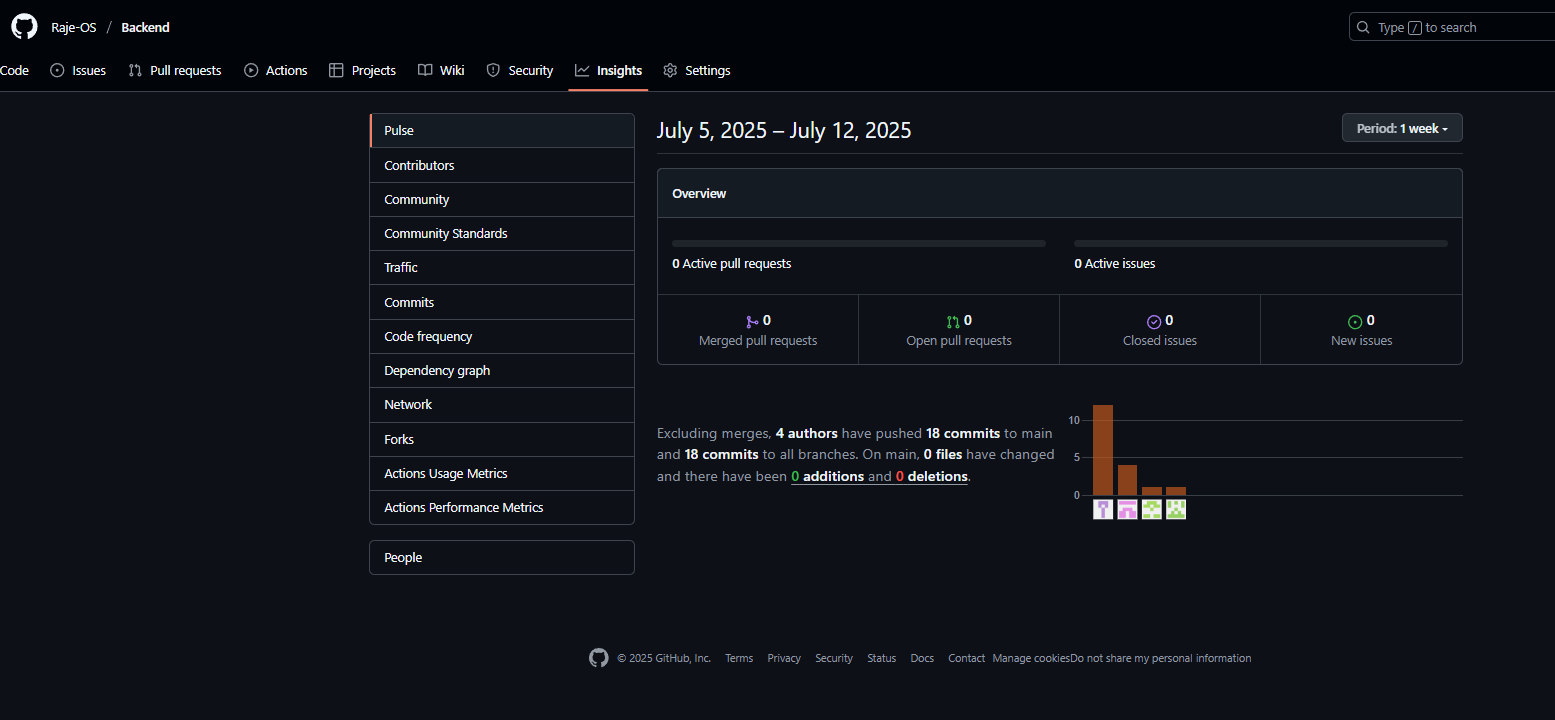 Raje-OS / Backend
Type / to search
Code Issues Pull requests Actions Projects Wiki Security Insights Settings
Pulse
Contributors
Community
Community Standards
Traffic
Commits
Code frequency
Dependency graph
Network
Forks
Actions Usage Metrics
Actions Performance Metrics
People
July 5, 2025 – July 12, 2025
Period: 1 week
Overview
0 Active pull requests
0 Active issues
0
Merged pull requests
0
Open pull requests
0
Closed issues
0
New issues
Excluding merges, 4 authors have pushed 18 commits to main
and 18 commits to all branches. On main, 0 files have changed
and there have been 0 additions and 0 deletions.
10
5
0
© 2025 GitHub, Inc. Terms Privacy Security Status Docs Contact Manage cookies Do not share my personal information